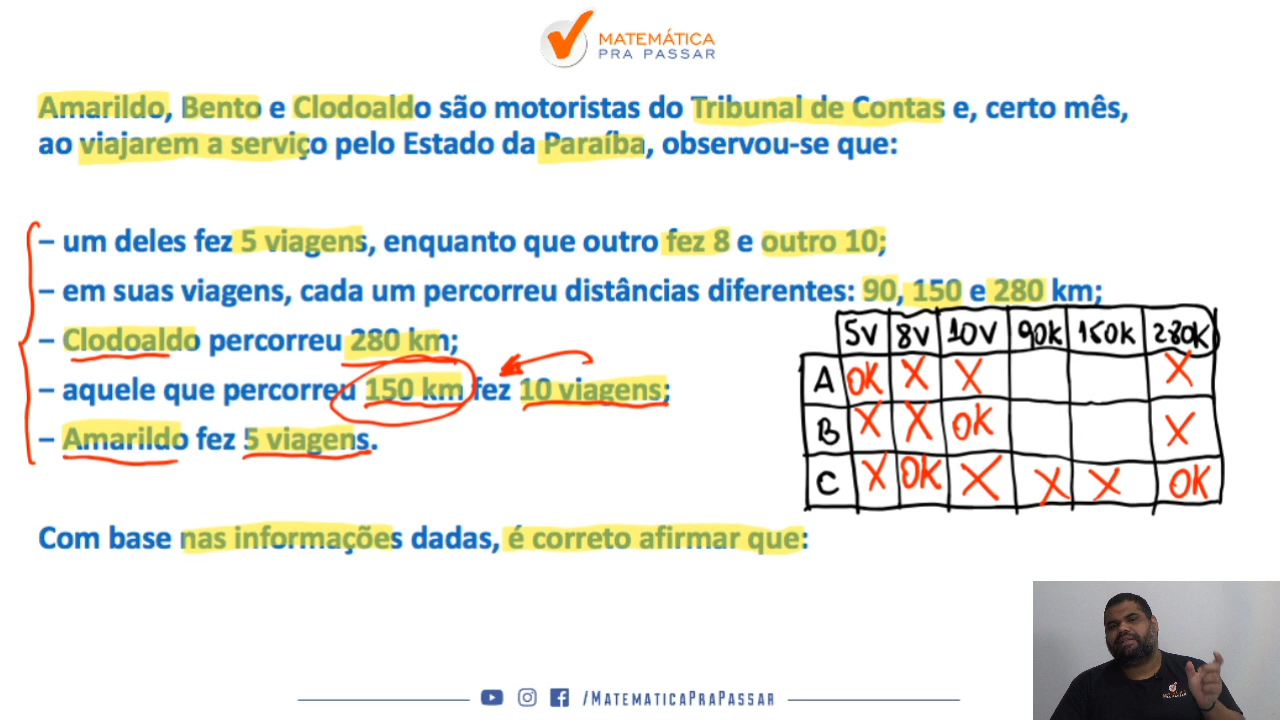 MATEMÁTICA
PRA PASSAR
Amarildo, Bento e Clodoaldo são motoristas do Tribunal de Contas e, certo mês,
ao viajarem a serviço pelo Estado da Paraíba, observou-se que:
– um deles fez 5 viagens, enquanto que outro fez 8 e outro 10;
– em suas viagens, cada um percorreu distâncias diferentes: 90, 150 e 280 km;
– Clodoaldo percorreu 280 km;
– aquele que percorreu 150 km fez 10 viagens;
– Amarildo fez 5 viagens.
5V 8V 10V 90K 150K 280K
A OK X X X
B X X OK X
C X OK X X X OK
Com base nas informações dadas, é correto afirmar que:
/MATEMATICAPRAPASSAR